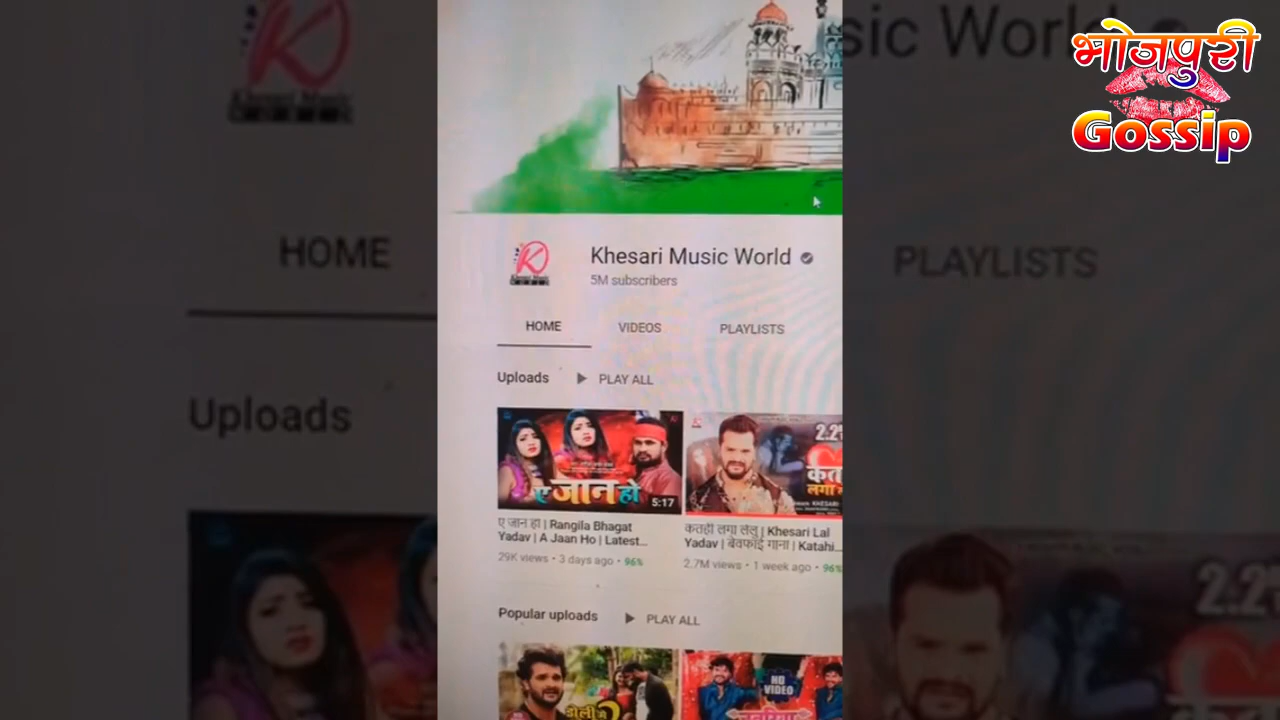 भोजपुरी
Gossip
Khesari Music World
5M subscribers
HOME VIDEOS PLAYLISTS
Uploads PLAY ALL
ए जान हो
5:17
ए जान हो | Rangila Bhagat
Yadav | A Jaan Ho | Latest...
29K views • 3 days ago • 96%
कतही लगा लेलु | Khesari Lal
Yadav | बेवफाई गाना | Katahi...
2.7M views • 1 week ago • 96%
Popular uploads PLAY ALL
HD
VIDEO
HOME
PLAYLISTS
Uploads